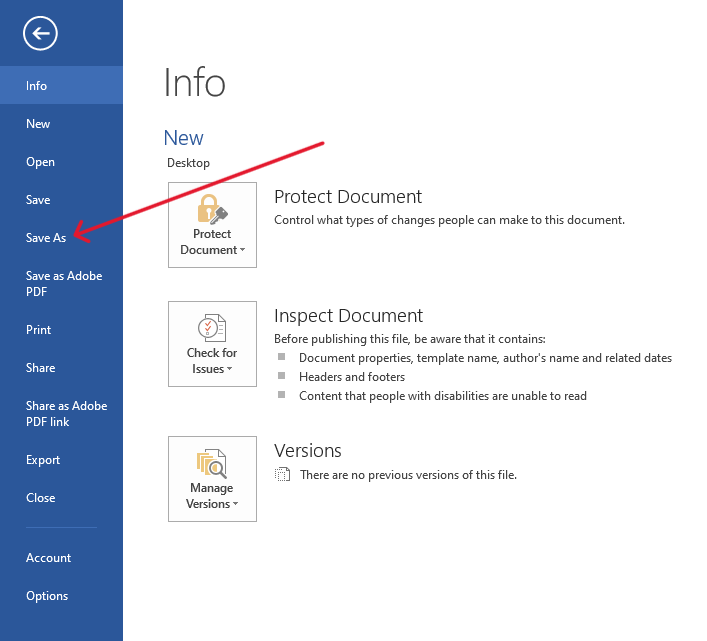 Info
New
Open
Save
Save As
Save as Adobe
PDF
Print
Share
Share as Adobe
PDF link
Export
Close
Account
Options
Info
New
Desktop
Protect
Document
Protect Document
Control what types of changes people can make to this document.
Check for
Issues
Inspect Document
Before publishing this file, be aware that it contains:
Document properties, template name, author's name and related dates
Headers and footers
Content that people with disabilities are unable to read
Manage
Versions
Versions
There are no previous versions of this file.